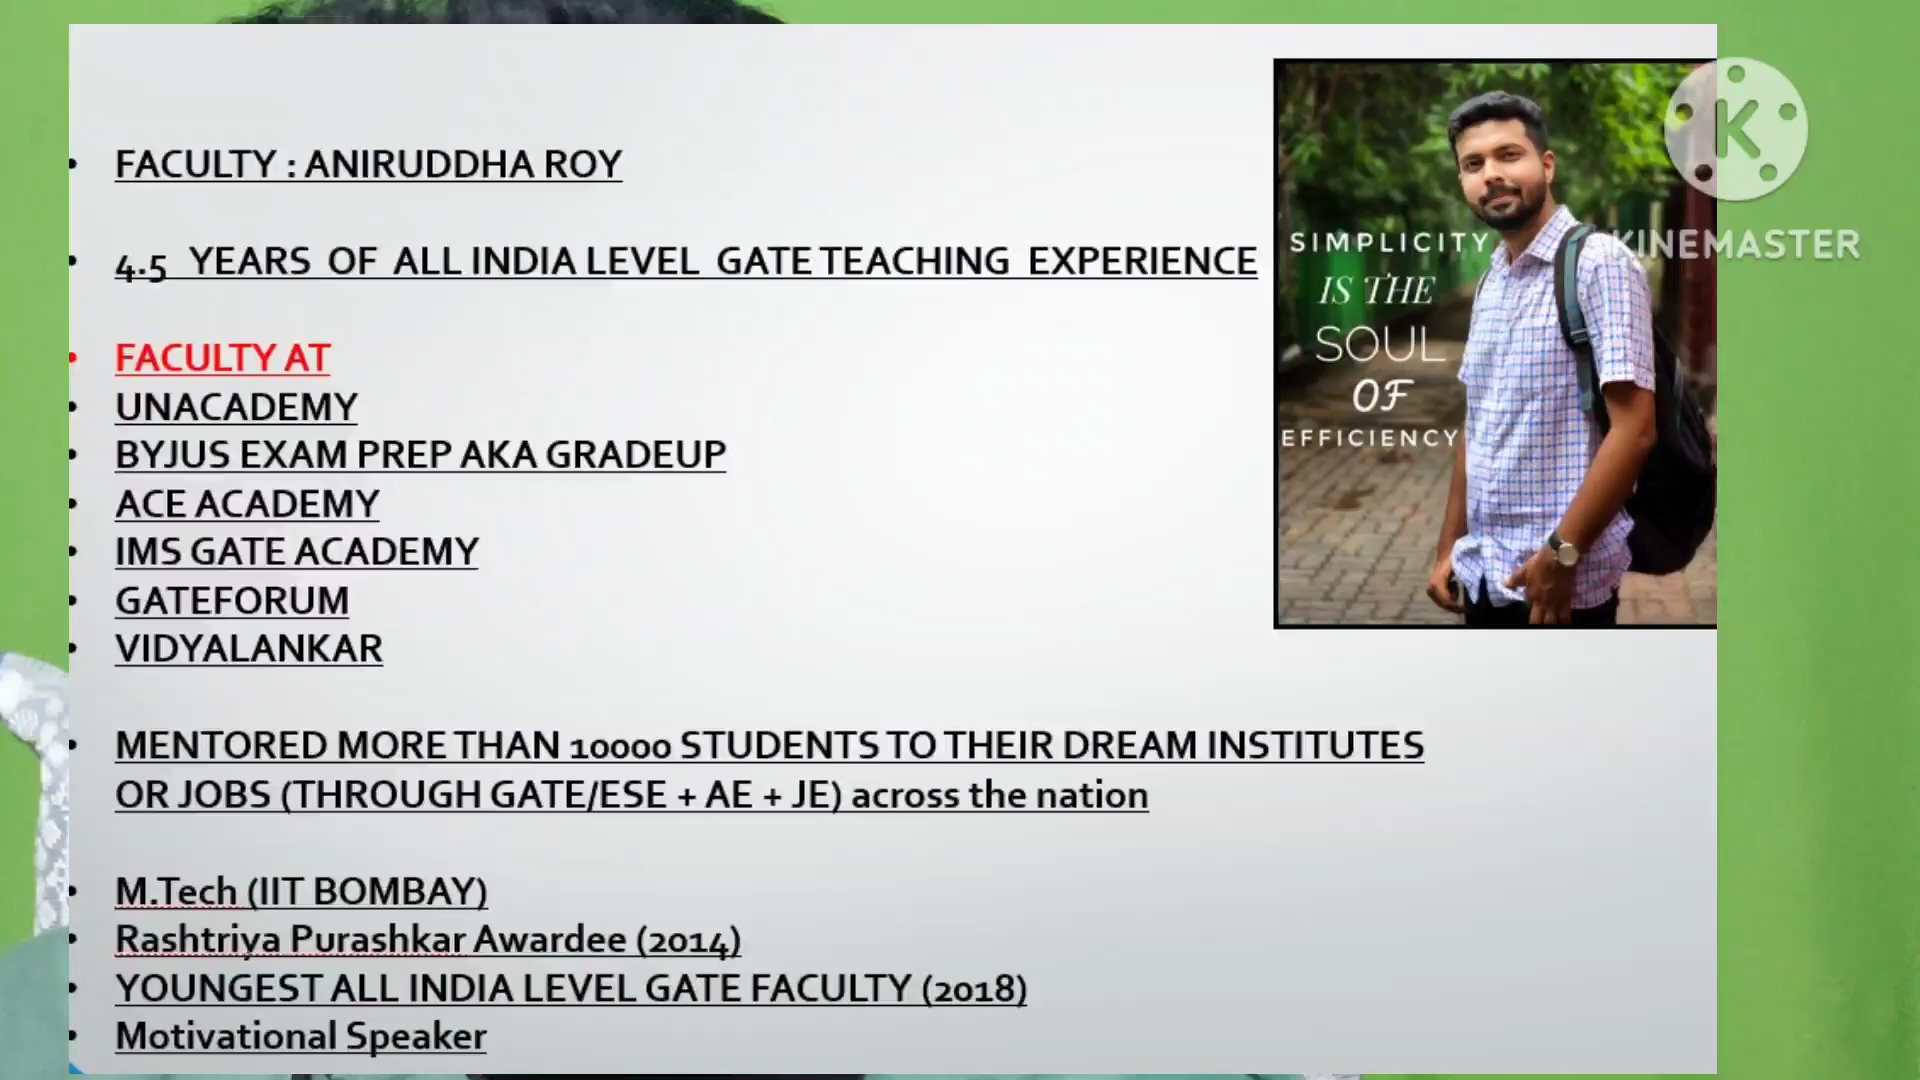 FACULTY : ANIRUDDHA ROY
4.5 YEARS OF ALL INDIA LEVEL GATE TEACHING EXPERIENCE
FACULTY AT
UNACADEMY
BYJUS EXAM PREP AKA GRADEUP
ACE ACADEMY
IMS GATE ACADEMY
GATEFORUM
VIDYALANKAR
MENTORED MORE THAN 10000 STUDENTS TO THEIR DREAM INSTITUTES
OR JOBS (THROUGH GATE/ESE + AE + JE) across the nation
M.Tech (IIT BOMBAY)
Rashtriya Purashkar Awardee (2014)
YOUNGEST ALL INDIA LEVEL GATE FACULTY (2018)
Motivational Speaker
SIMPLICITY
IS THE
SOUL
OF
EFFICIENCY
K
KINEMASTER